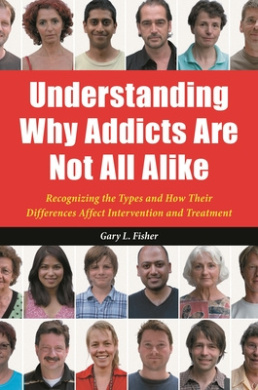 Understanding
Why Addicts Are
Not All Alike
Recognizing the Types and How Their
Differences Affect Intervention and Treatment
Gary L. Fisher